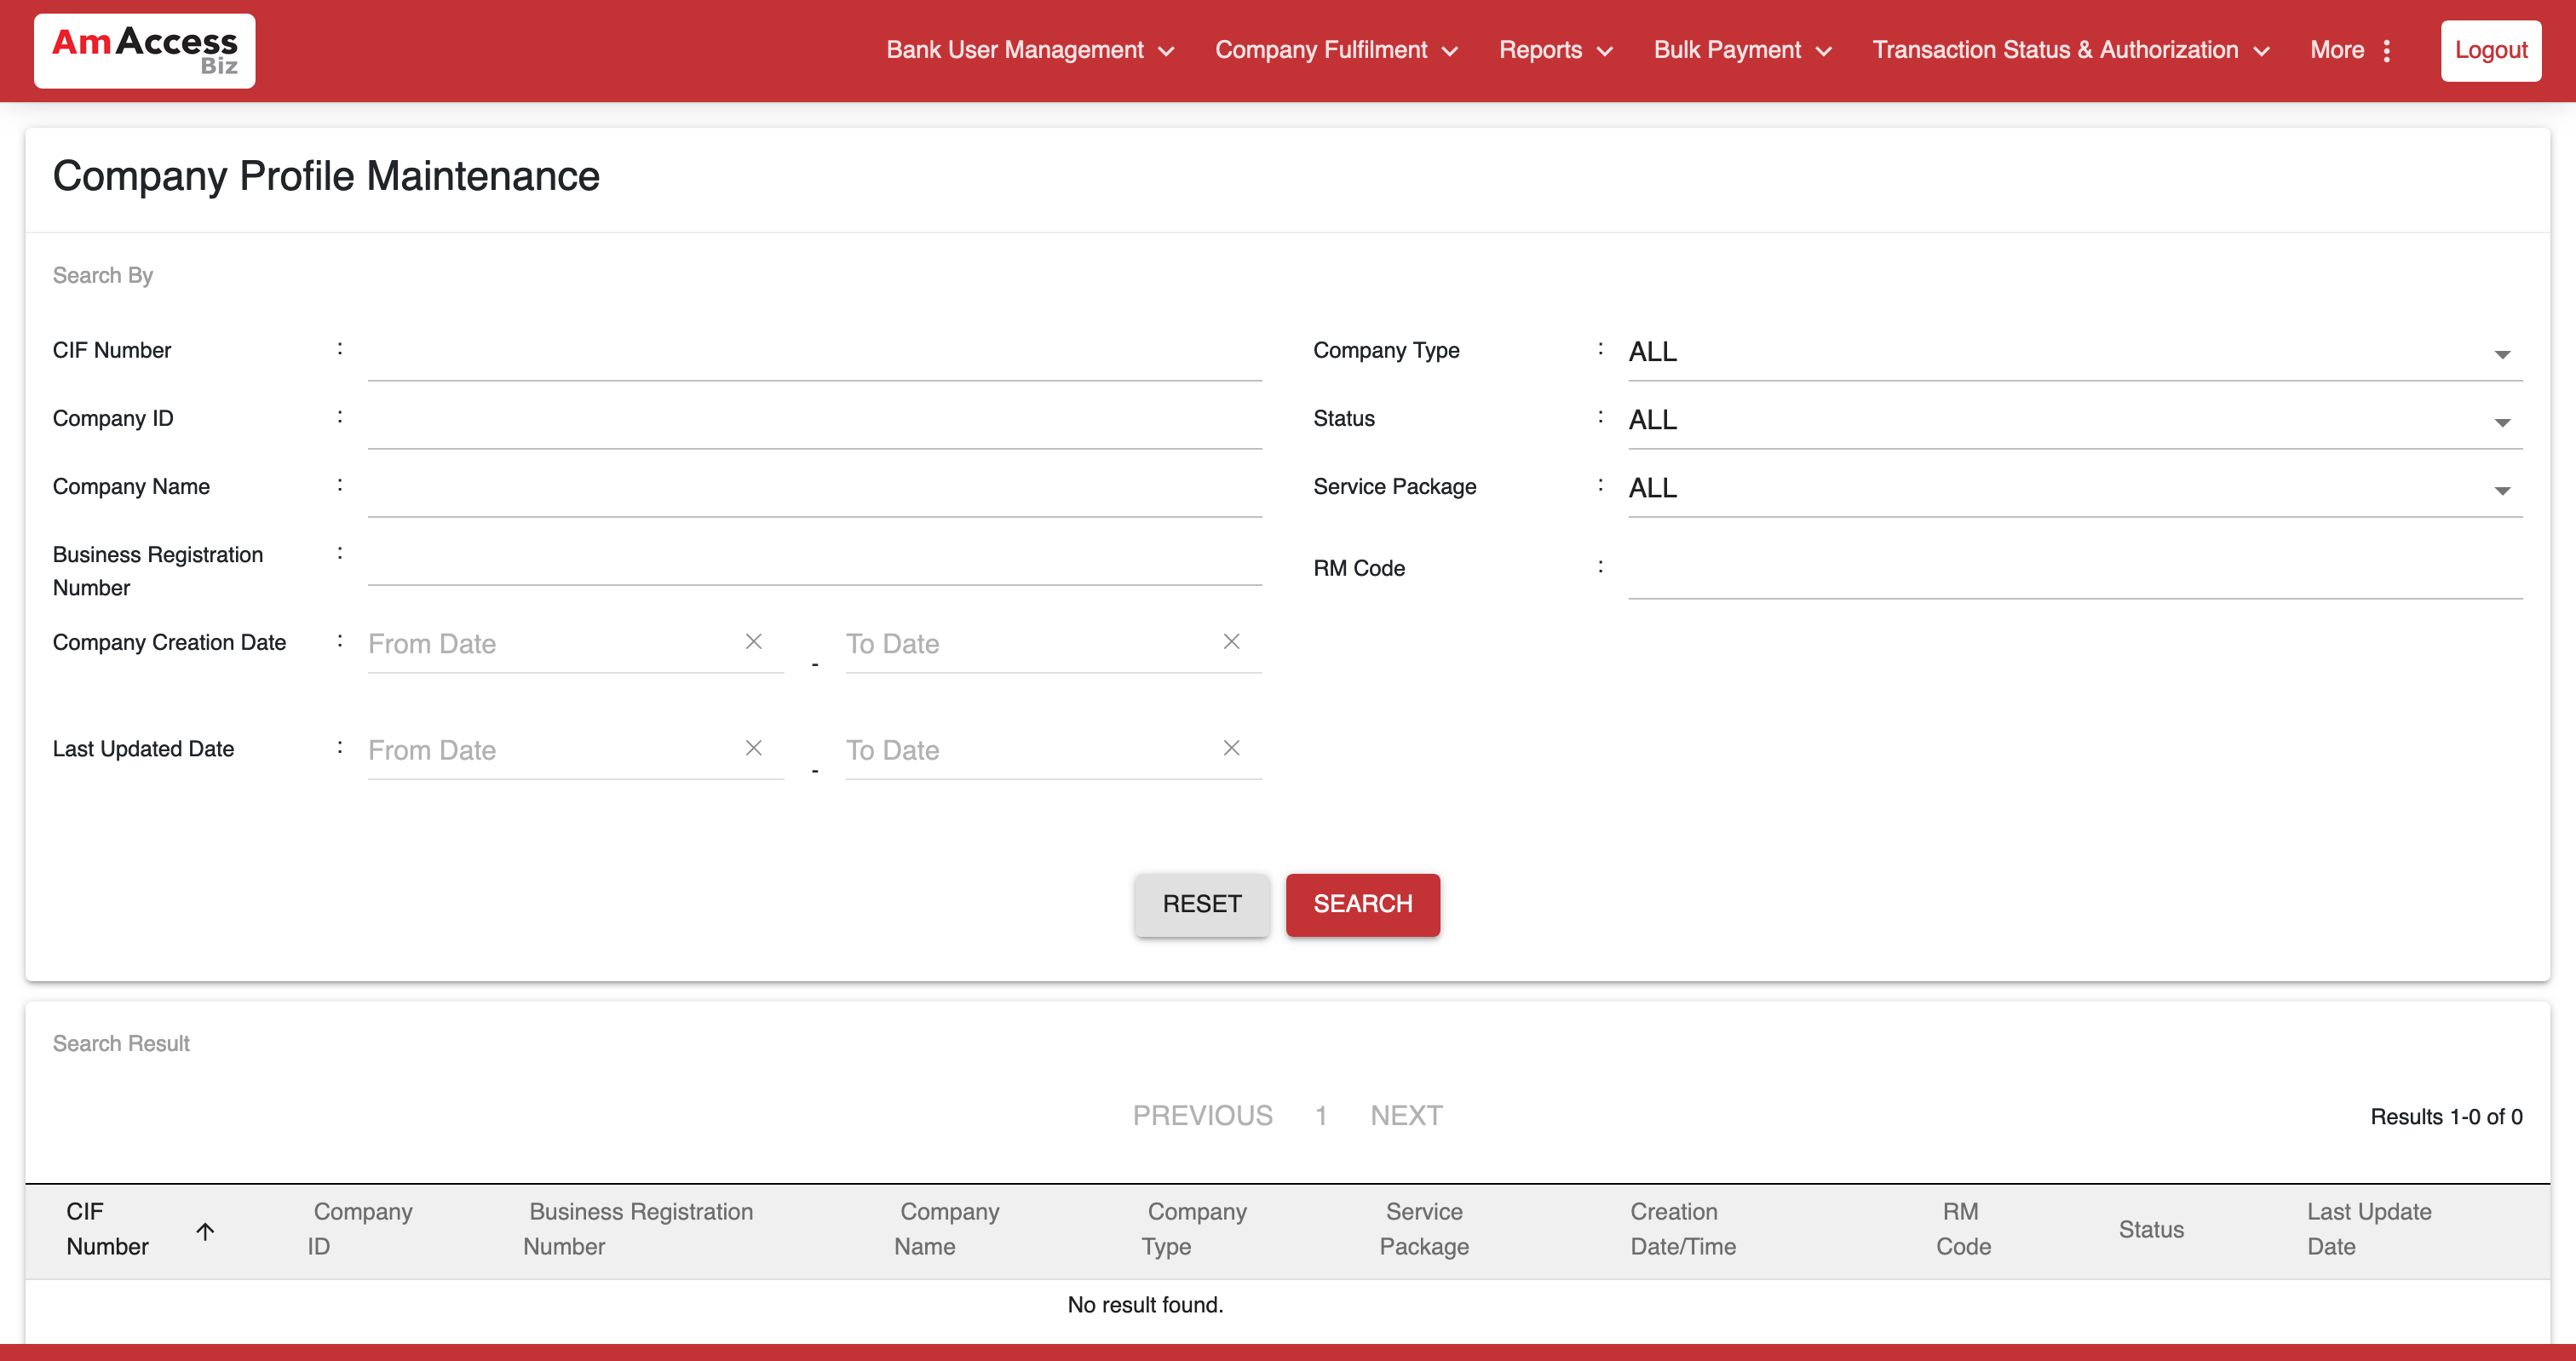 AmAccess
Biz
Bank User Management
Company Fulfilment
Reports
Bulk Payment
Transaction Status & Authorization
More
Logout
Company Profile Maintenance
Search By
CIF Number :
Company Type : ALL
Company ID :
Status : ALL
Company Name :
Service Package : ALL
Business Registration
Number :
RM Code :
Company Creation Date : From Date - To Date
Last Updated Date : From Date - To Date
RESET
SEARCH
Search Result
PREVIOUS 1 NEXT
Results 1-0 of 0
CIF
Number
Company
ID
Business Registration
Number
Company
Name
Company
Type
Service
Package
Creation
Date/Time
RM
Code
Status
Last Update
Date
No result found.